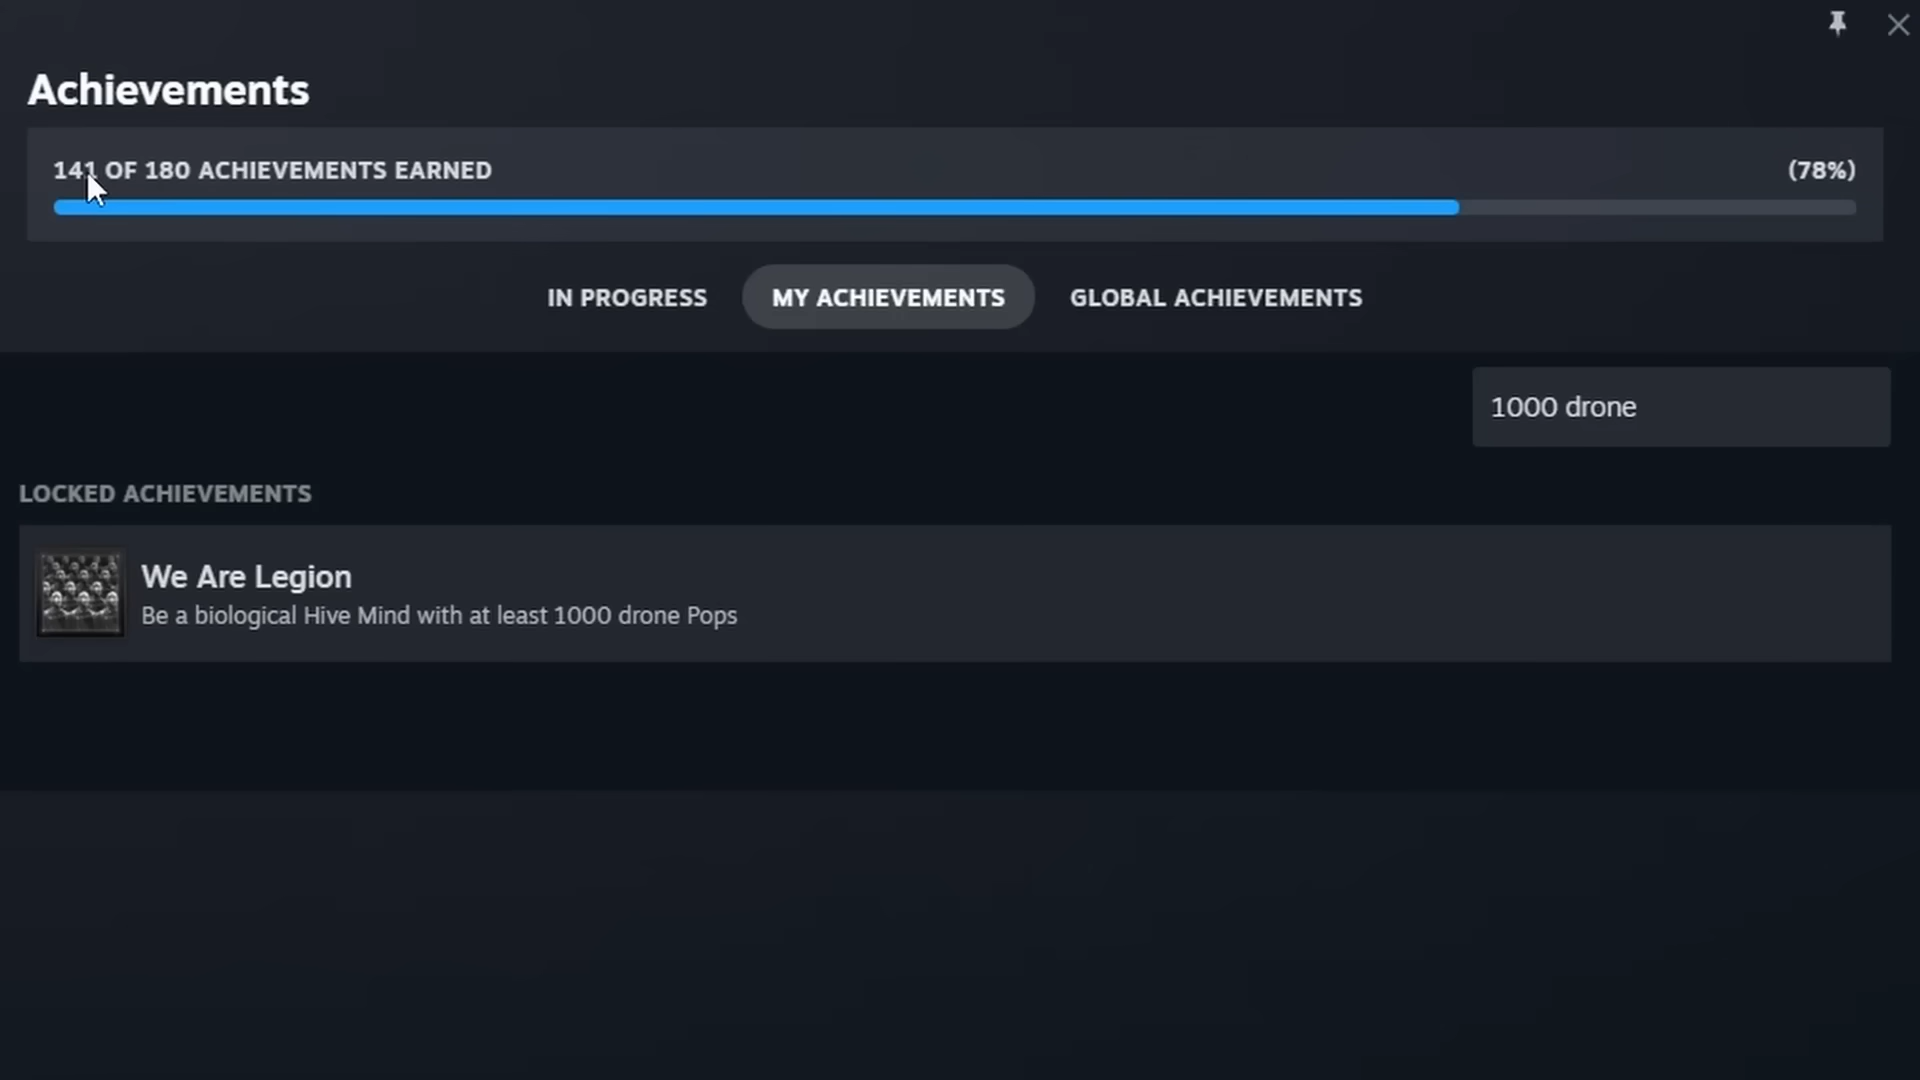 Achievements
141 OF 180 ACHIEVEMENTS EARNED (78%)
IN PROGRESS MY ACHIEVEMENTS GLOBAL ACHIEVEMENTS
1000 drone
LOCKED ACHIEVEMENTS
We Are Legion
Be a biological Hive Mind with at least 1000 drone Pops